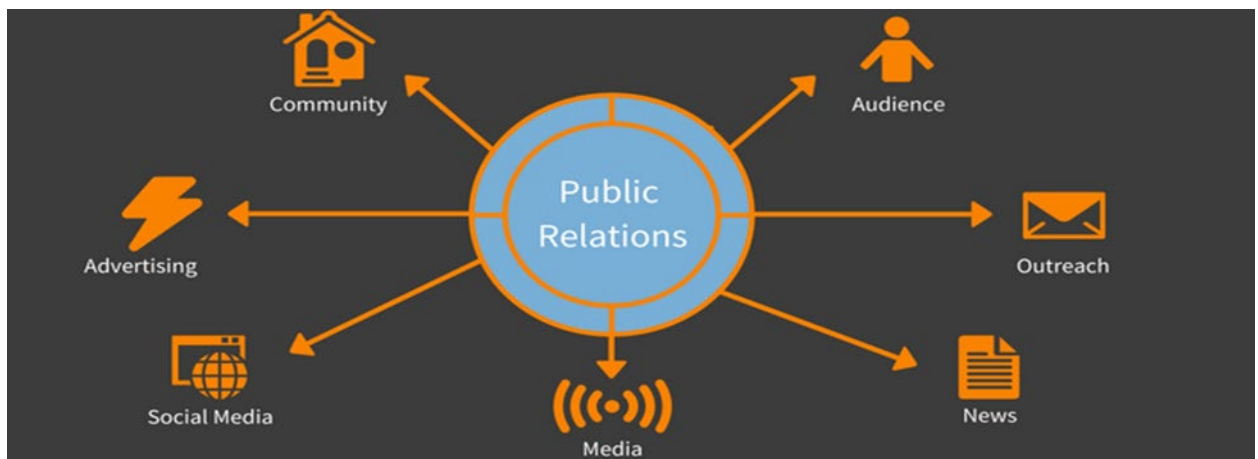 Community
Audience
Public
Relations
Advertising
Outreach
Social Media
News
Media